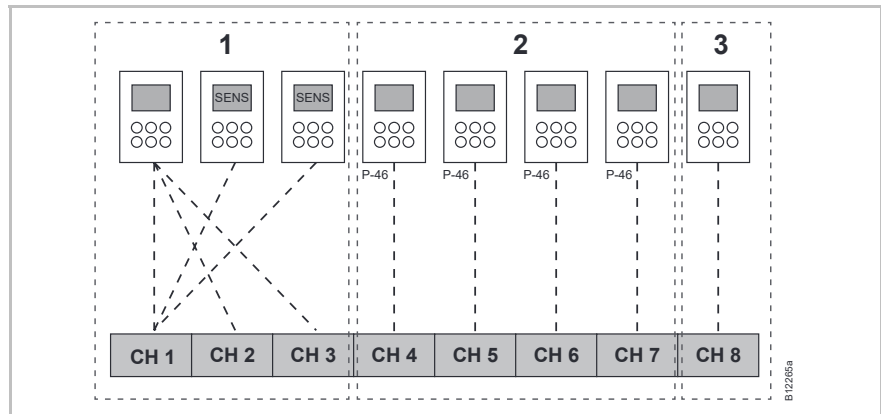 1 2 3
SENS SENS
P-46 P-46 P-46 P-46
CH 1 CH 2 CH 3 CH 4 CH 5 CH 6 CH 7 CH 8
B12265a